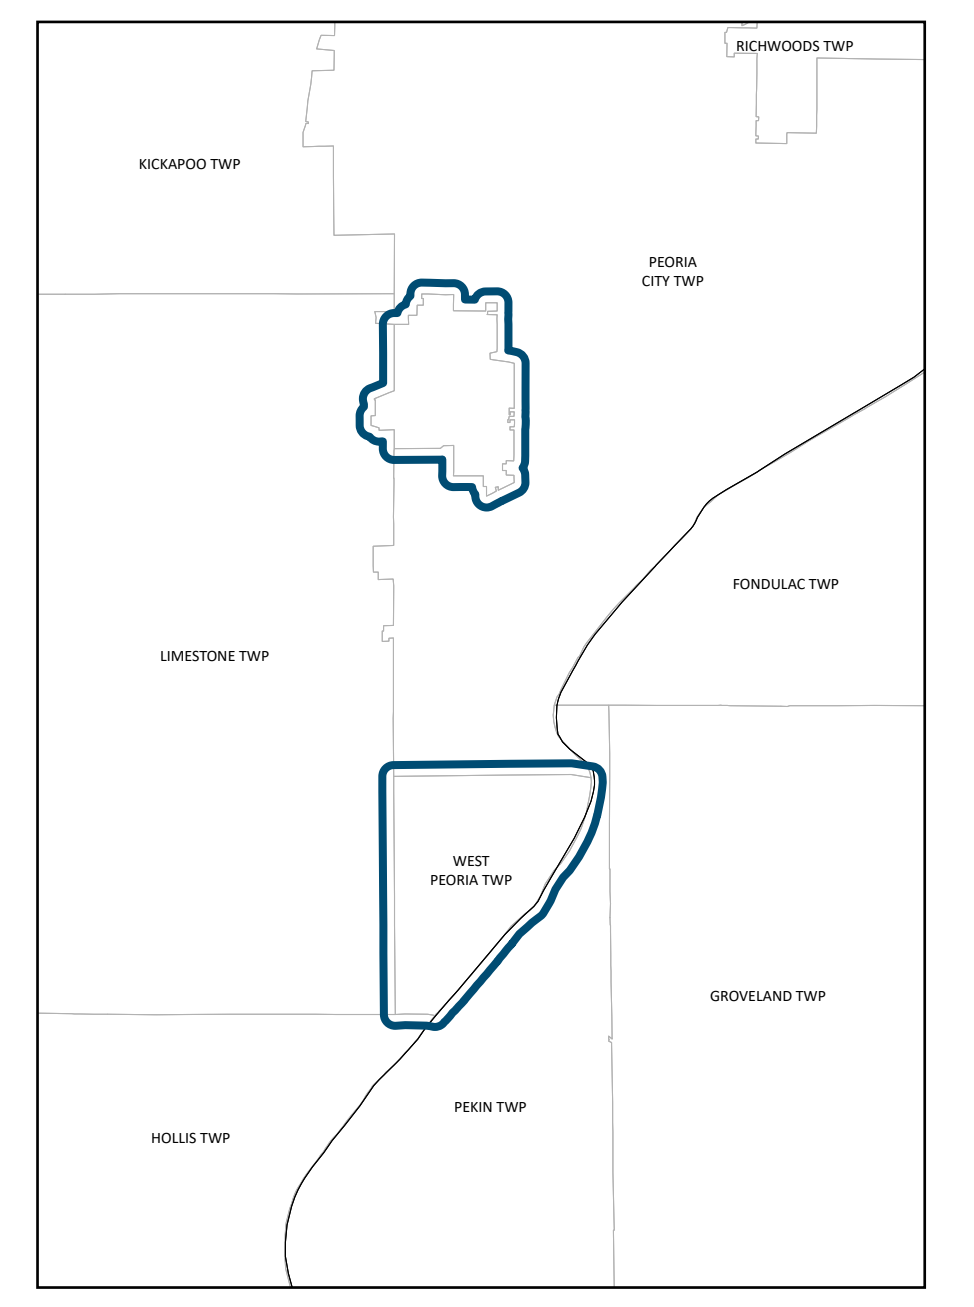 RICHWOODS TWP
KICKAPOO TWP
PEORIA
CITY TWP
FONDULAC TWP
LIMESTONE TWP
WEST
PEORIA TWP
GROVELAND TWP
PEKIN TWP
HOLLIS TWP